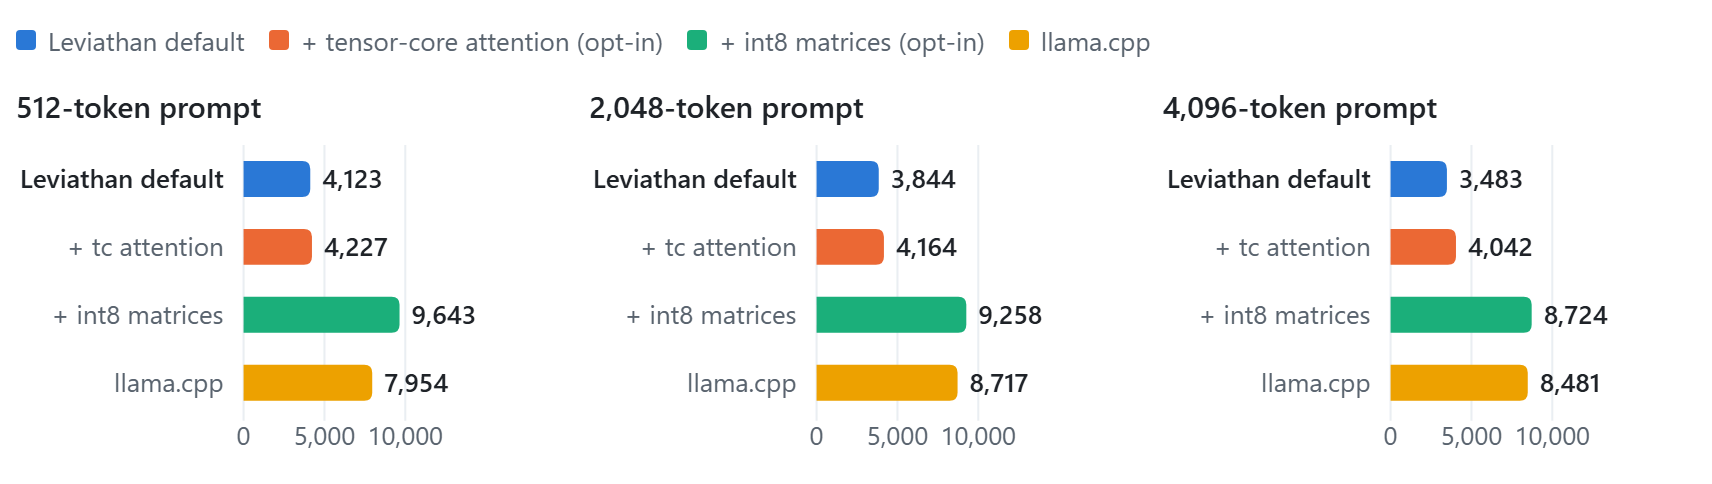 Leviathan default + tensor-core attention (opt-in) + int8 matrices (opt-in) llama.cpp
512-token prompt
Leviathan default 4,123
+ tc attention 4,227
+ int8 matrices 9,643
llama.cpp 7,954
0 5,000 10,000
2,048-token prompt
Leviathan default 3,844
+ tc attention 4,164
+ int8 matrices 9,258
llama.cpp 8,717
0 5,000 10,000
4,096-token prompt
Leviathan default 3,483
+ tc attention 4,042
+ int8 matrices 8,724
llama.cpp 8,481
0 5,000 10,000